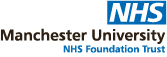 NHS
Manchester University
NHS Foundation Trust